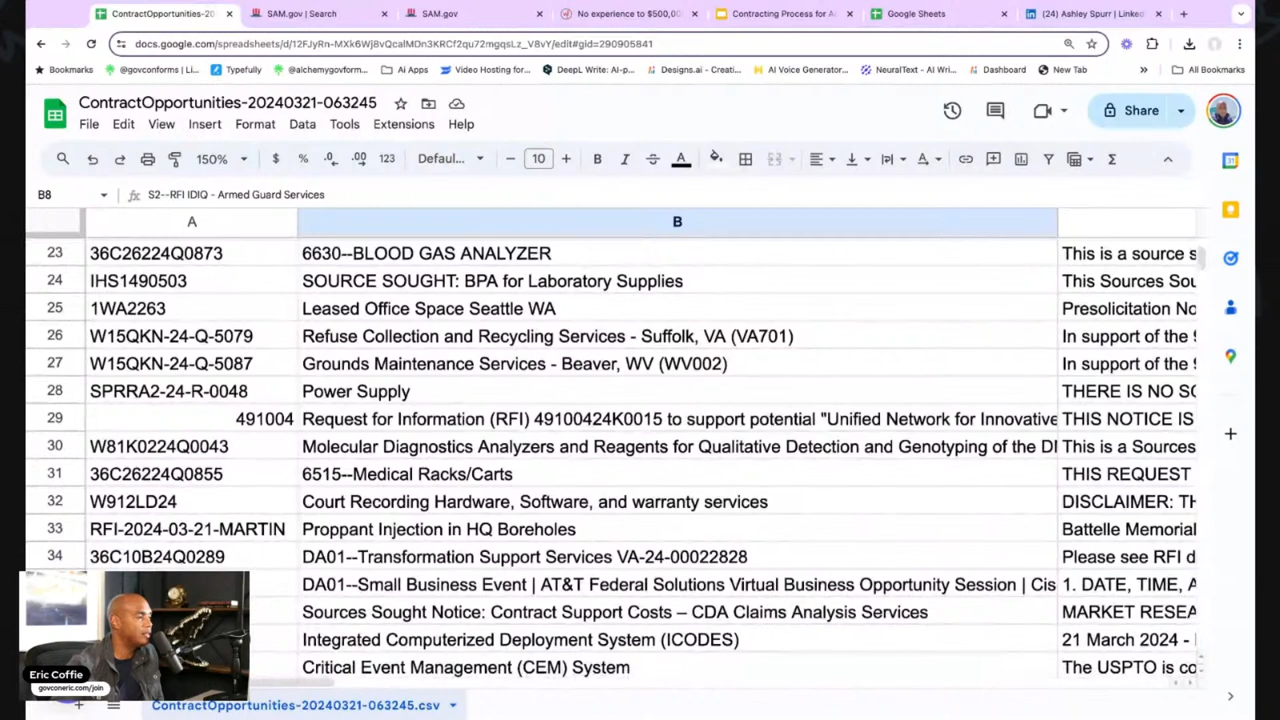 ContractOpportunities-20240
SAM.gov | Search
SAM.gov
No experience to $500,00
Contracting Process for A
Google Sheets
(24) Ashley Spurr | Linked
docs.google.com/spreadsheets/d/12FJyRn-MXk6Wj8vQcalMDn3KRCf2qu72mgqsLz_V8vY/edit#gid=290905841
Bookmarks
@govconforms | Li...
Typefully
@alchemygovform...
Ai Apps
Video Hosting for...
DeepL Write: AI-p...
Designs.ai - Creati...
AI Voice Generator...
NeuralText - AI Wri...
Dashboard
New Tab
All Bookmarks
ContractOpportunities-20240321-063245
File Edit View Insert Format Data Tools Extensions Help
Share
150% $ % .0 .00 123 Defaul... 10 B I A
B8 fx S2--RFI IDIQ - Armed Guard Services
A B
23 36C26224Q0873 6630--BLOOD GAS ANALYZER This is a source s
24 IHS1490503 SOURCE SOUGHT: BPA for Laboratory Supplies This Sources Sou
25 1WA2263 Leased Office Space Seattle WA Presolicitation No
26 W15QKN-24-Q-5079 Refuse Collection and Recycling Services - Suffolk, VA (VA701) In support of the 9
27 W15QKN-24-Q-5087 Grounds Maintenance Services - Beaver, WV (WV002) In support of the 9
28 SPRRA2-24-R-0048 Power Supply THERE IS NO SO
29 491004 Request for Information (RFI) 49100424K0015 to support potential "Unified Network for Innovative THIS NOTICE IS
30 W81K0224Q0043 Molecular Diagnostics Analyzers and Reagents for Qualitative Detection and Genotyping of the DI This is a Sources
31 36C26224Q0855 6515--Medical Racks/Carts THIS REQUEST
32 W912LD24 Court Recording Hardware, Software, and warranty services DISCLAIMER: TH
33 RFI-2024-03-21-MARTIN Proppant Injection in HQ Boreholes Battelle Memorial
34 36C10B24Q0289 DA01--Transformation Support Services VA-24-00022828 Please see RFI d
DA01--Small Business Event | AT&T Federal Solutions Virtual Business Opportunity Session | Cis 1. DATE, TIME, A
Sources Sought Notice: Contract Support Costs – CDA Claims Analysis Services MARKET RESEA
Integrated Computerized Deployment System (ICODES) 21 March 2024 -
Critical Event Management (CEM) System The USPTO is co
Eric Coffie
govconeric.com/join
ContractOpportunities-20240321-063245.csv